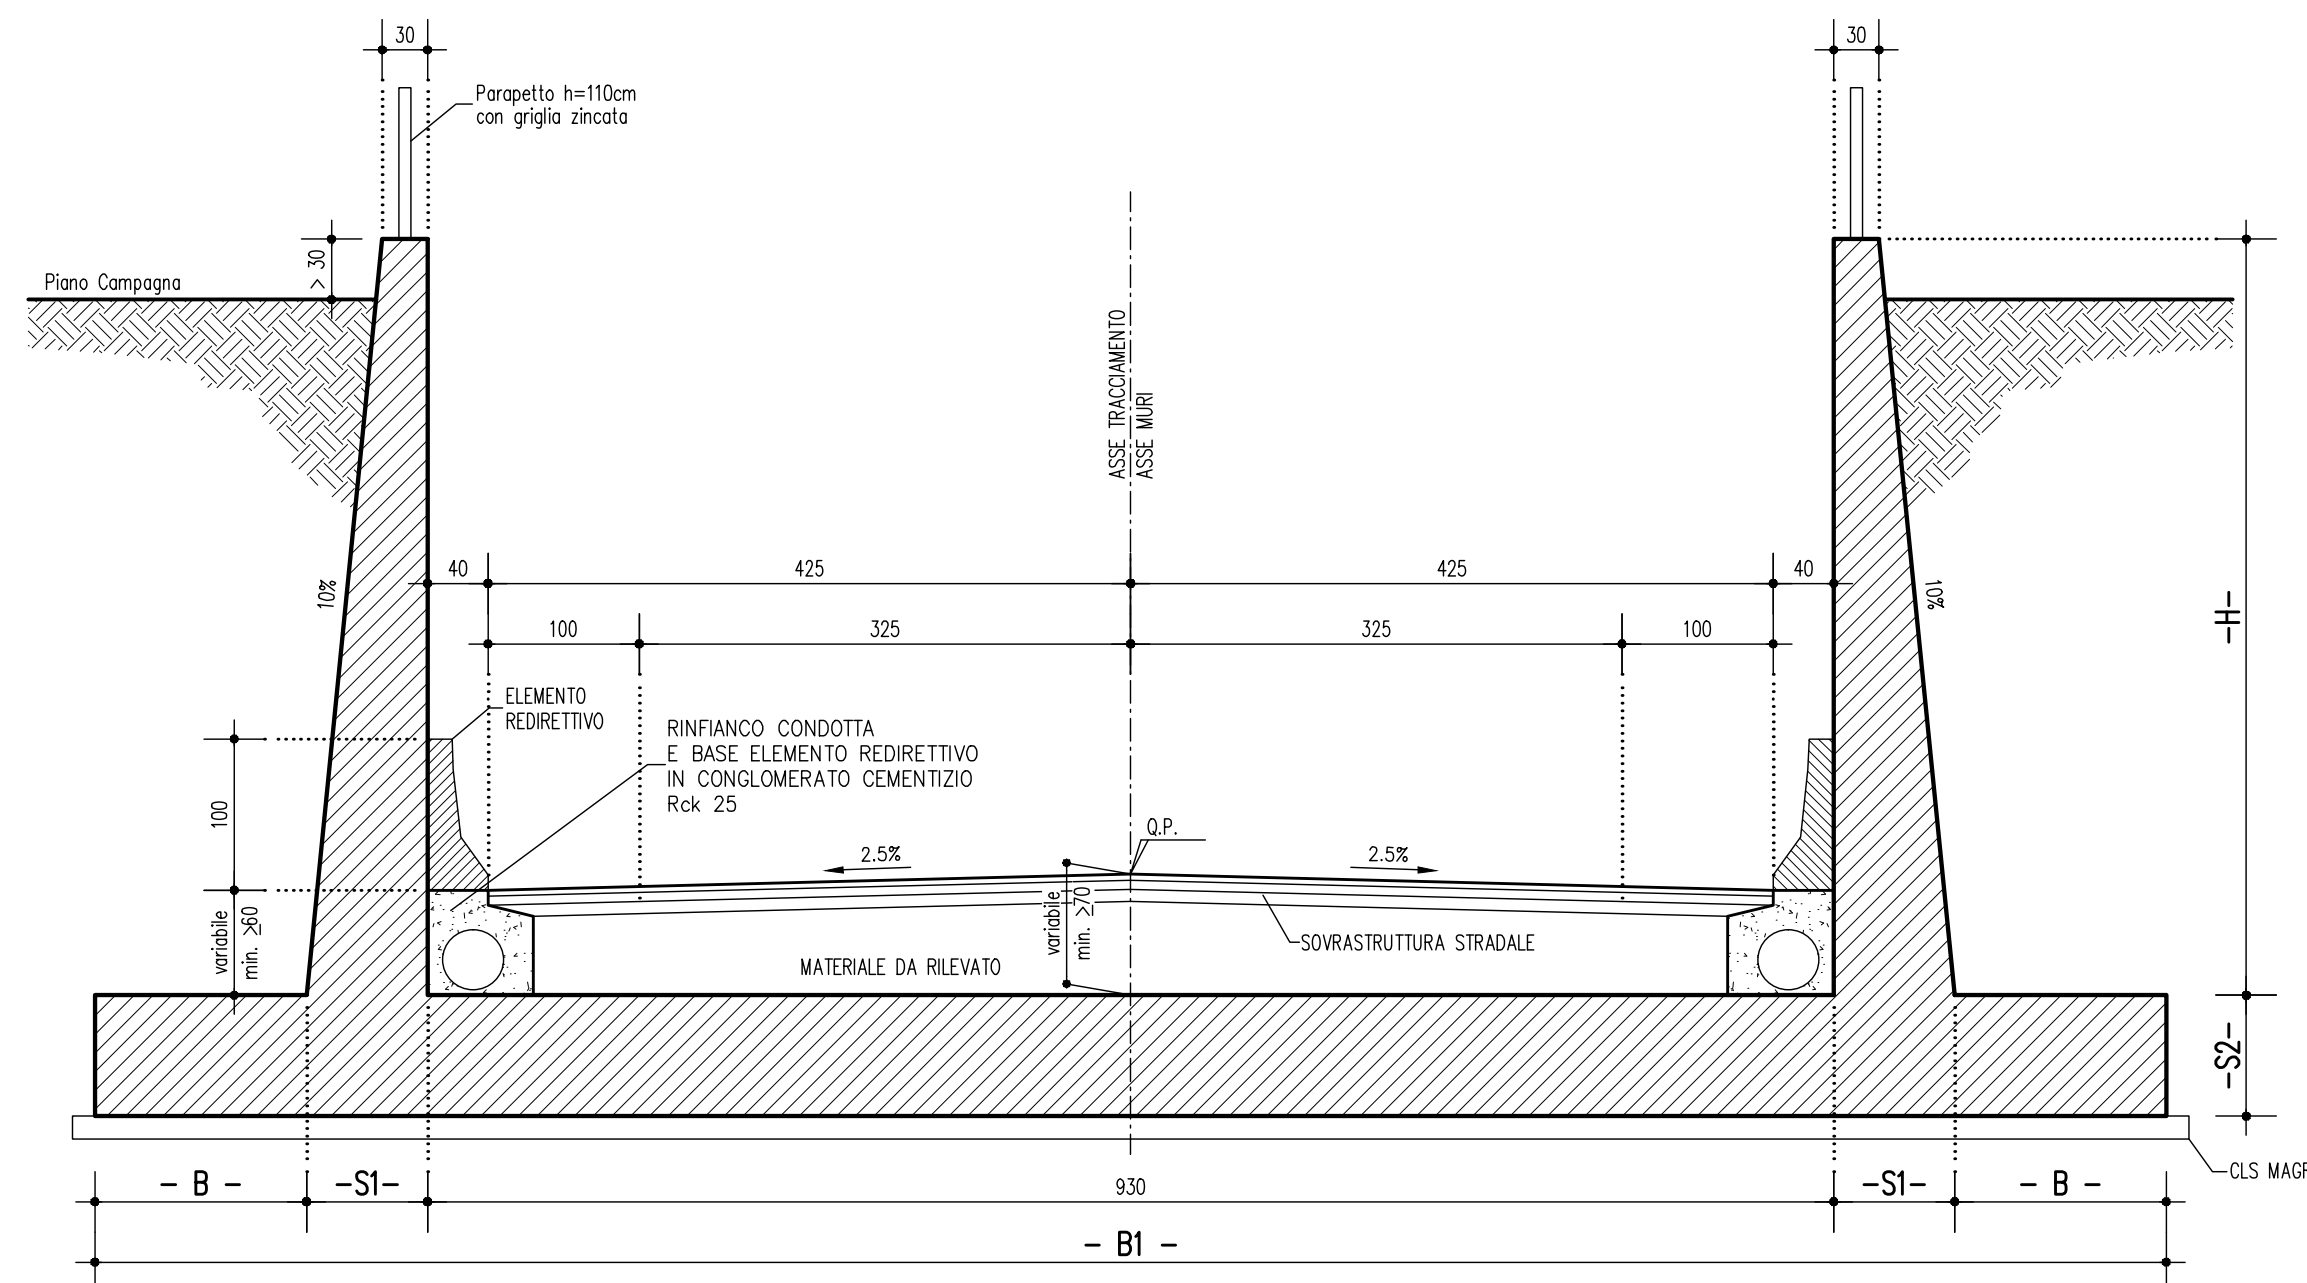 30
30
Parapetto h=110cm
con griglia zincata
> 30
Piano Campagna
ASSE TRACCIAMENTO
ASSE MURI
40
425
425
40
10%
10%
-H-
100
325
325
100
ELEMENTO
REDIRETTIVO
RINFIANCO CONDOTTA
E BASE ELEMENTO REDIRETTIVO
IN CONGLOMERATO CEMENTIZIO
Rck 25
100
Q.P.
2.5%
2.5%
variabile
min. ≥60
variabile
min. ≥70
SOVRASTRUTTURA STRADALE
MATERIALE DA RILEVATO
-S2-
CLS MAGR
- B -
-S1-
930
-S1-
- B -
- B1 -